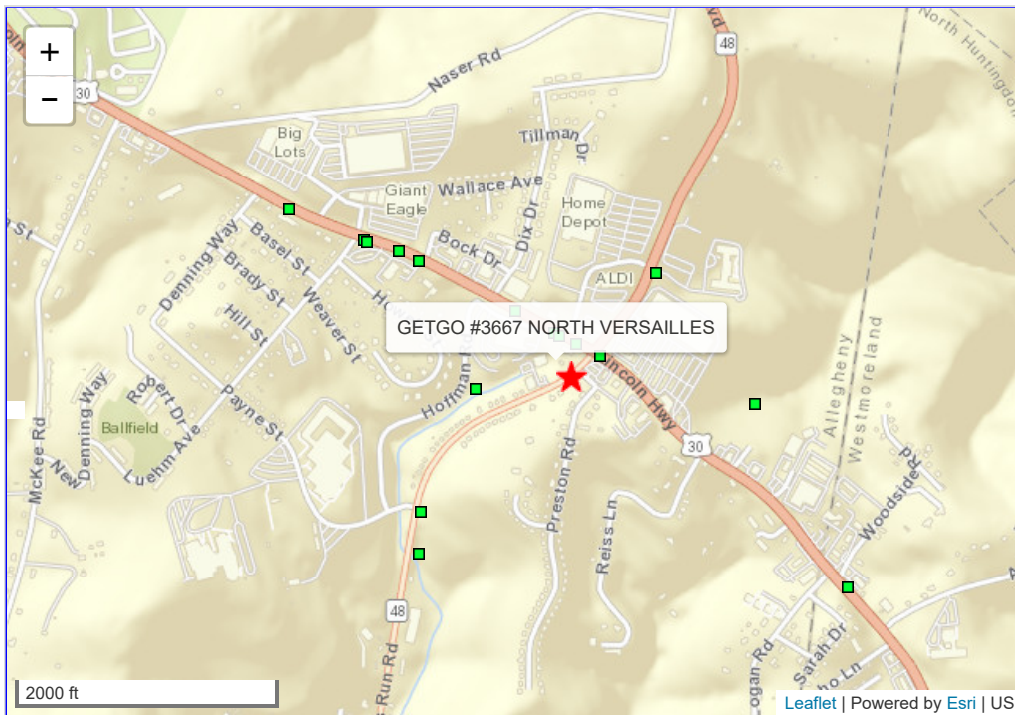 +
−
30
48
North Huntingdon
Naser Rd
Big
Lots
Tillman Dr
Giant
Eagle
Wallace Ave
Home
Depot
Dix Dr
Bock Dr
Basel St
Denning Way
Brady St
ALDI
Weaver St
Hill St
GETGO #3667 NORTH VERSAILLES
Hoffman
Lincoln Hwy
Allegheny
Westmoreland
Robert Dr
Payne St
Denning Way
Ballfield
Luehm Ave
McKee Rd
New
30
Preston Rd
Reiss Ln
Woodside Rd
48
Run Rd
Sarah Dr
2000 ft
Leaflet | Powered by Esri | US